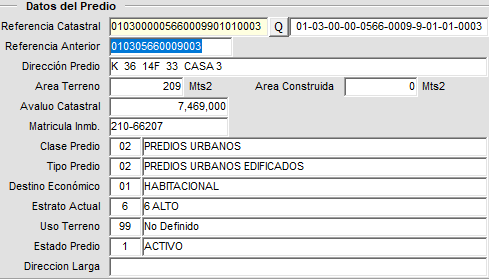 Datos del Predio
Referencia Catastral 0103000005660009901010003 Q 01-03-00-00-0566-0009-9-01-01-0003
Referencia Anterior 010305660009003
Dirección Predio K 36 14F 33 CASA 3
Area Terreno 209 Mts2 Area Construida 0 Mts2
Avaluo Catastral 7,469,000
Matricula Inmb. 210-66207
Clase Predio 02 PREDIOS URBANOS
Tipo Predio 02 PREDIOS URBANOS EDIFICADOS
Destino Económico 01 HABITACIONAL
Estrato Actual 6 6 ALTO
Uso Terreno 99 No Definido
Estado Predio 1 ACTIVO
Direccion Larga